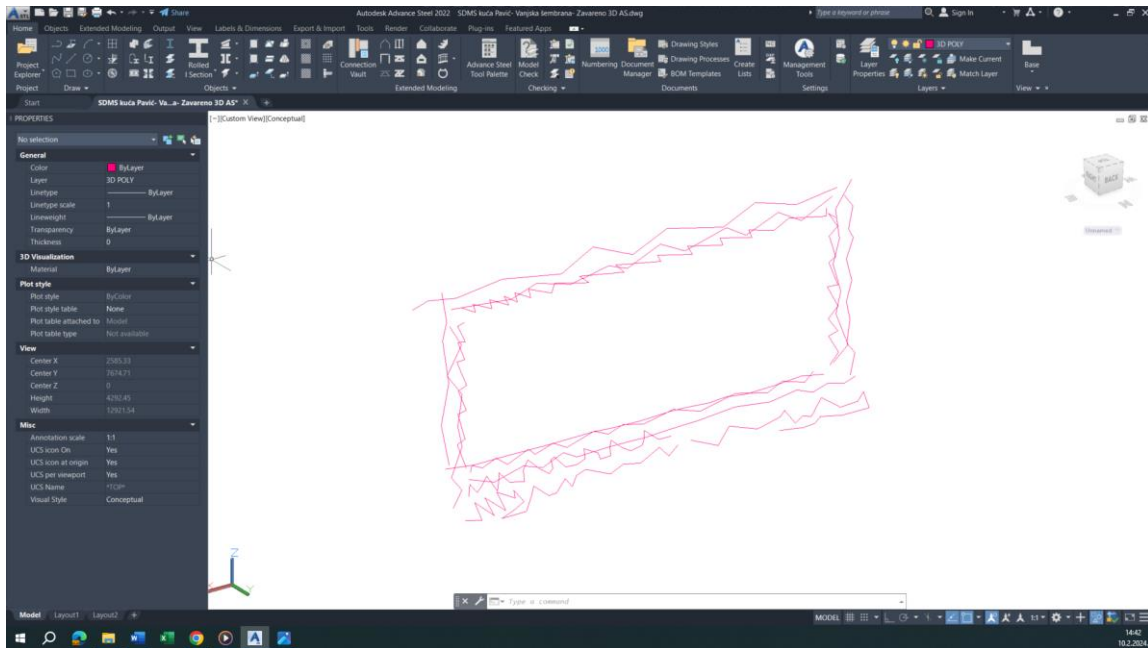 Share
Autodesk Advance Steel 2022 SDMS kuća Pavić- Vanjska šembrana- Zavareno 3D AS.dwg
Type a keyword or phrase
Sign In
Home Objects Extended Modeling Output View Labels & Dimensions Export & Import Tools Render Collaborate Plug-ins Featured Apps
Project Explorer
Rolled I Section
Connection Vault
Advance Steel Tool Palette
Model Check
Numbering
Document Manager
Drawing Styles
Drawing Processes
BOM Templates
Create Lists
Management Tools
Layer Properties
3D POLY
Make Current
Match Layer
Base
Project Draw Objects Extended Modeling Checking Documents Settings Layers View
Start SDMS kuća Pavić- Va...a- Zavareno 3D AS*
PROPERTIES
[−][Custom View][Conceptual]
No selection
General
Color ByLayer
Layer 3D POLY
Linetype ByLayer
Linetype scale 1
Lineweight ByLayer
Transparency ByLayer
Thickness 0
3D Visualization
Material ByLayer
Plot style
Plot style ByColor
Plot style table None
Plot table attached to Model
Plot table type Not available
View
Center X 2585.33
Center Y 7674.71
Center Z 0
Height 4292.45
Width 12921.54
Misc
Annotation scale 1:1
UCS icon On Yes
UCS icon at origin Yes
UCS per viewport Yes
UCS Name *TOP*
Visual Style Conceptual
BACK
Unnamed
Z
Type a command
Model Layout1 Layout2 +
MODEL
1:1
14:42
10.2.2024.